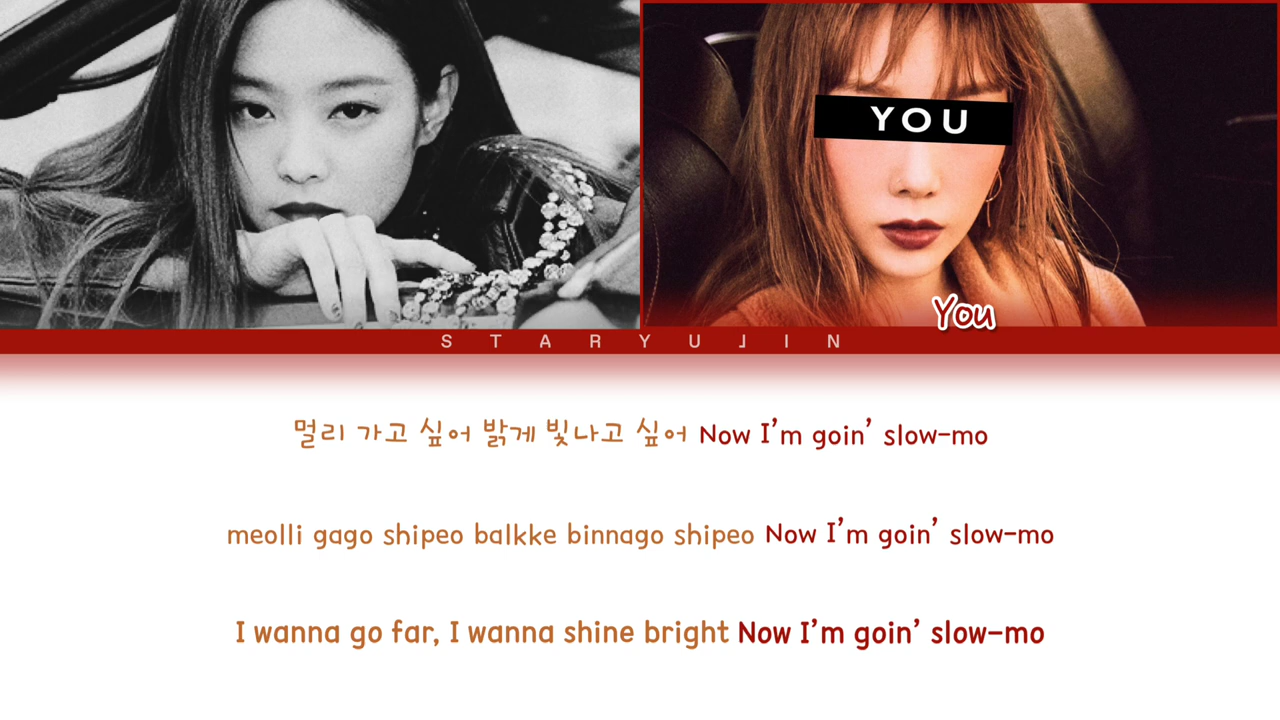 YOU
You
STARYUJIN
멀리 가고 싶어 밝게 빛나고 싶어 Now I'm goin' slow-mo
meolli gago shipeo balkke binnago shipeo Now I'm goin' slow-mo
I wanna go far, I wanna shine bright Now I'm goin' slow-mo